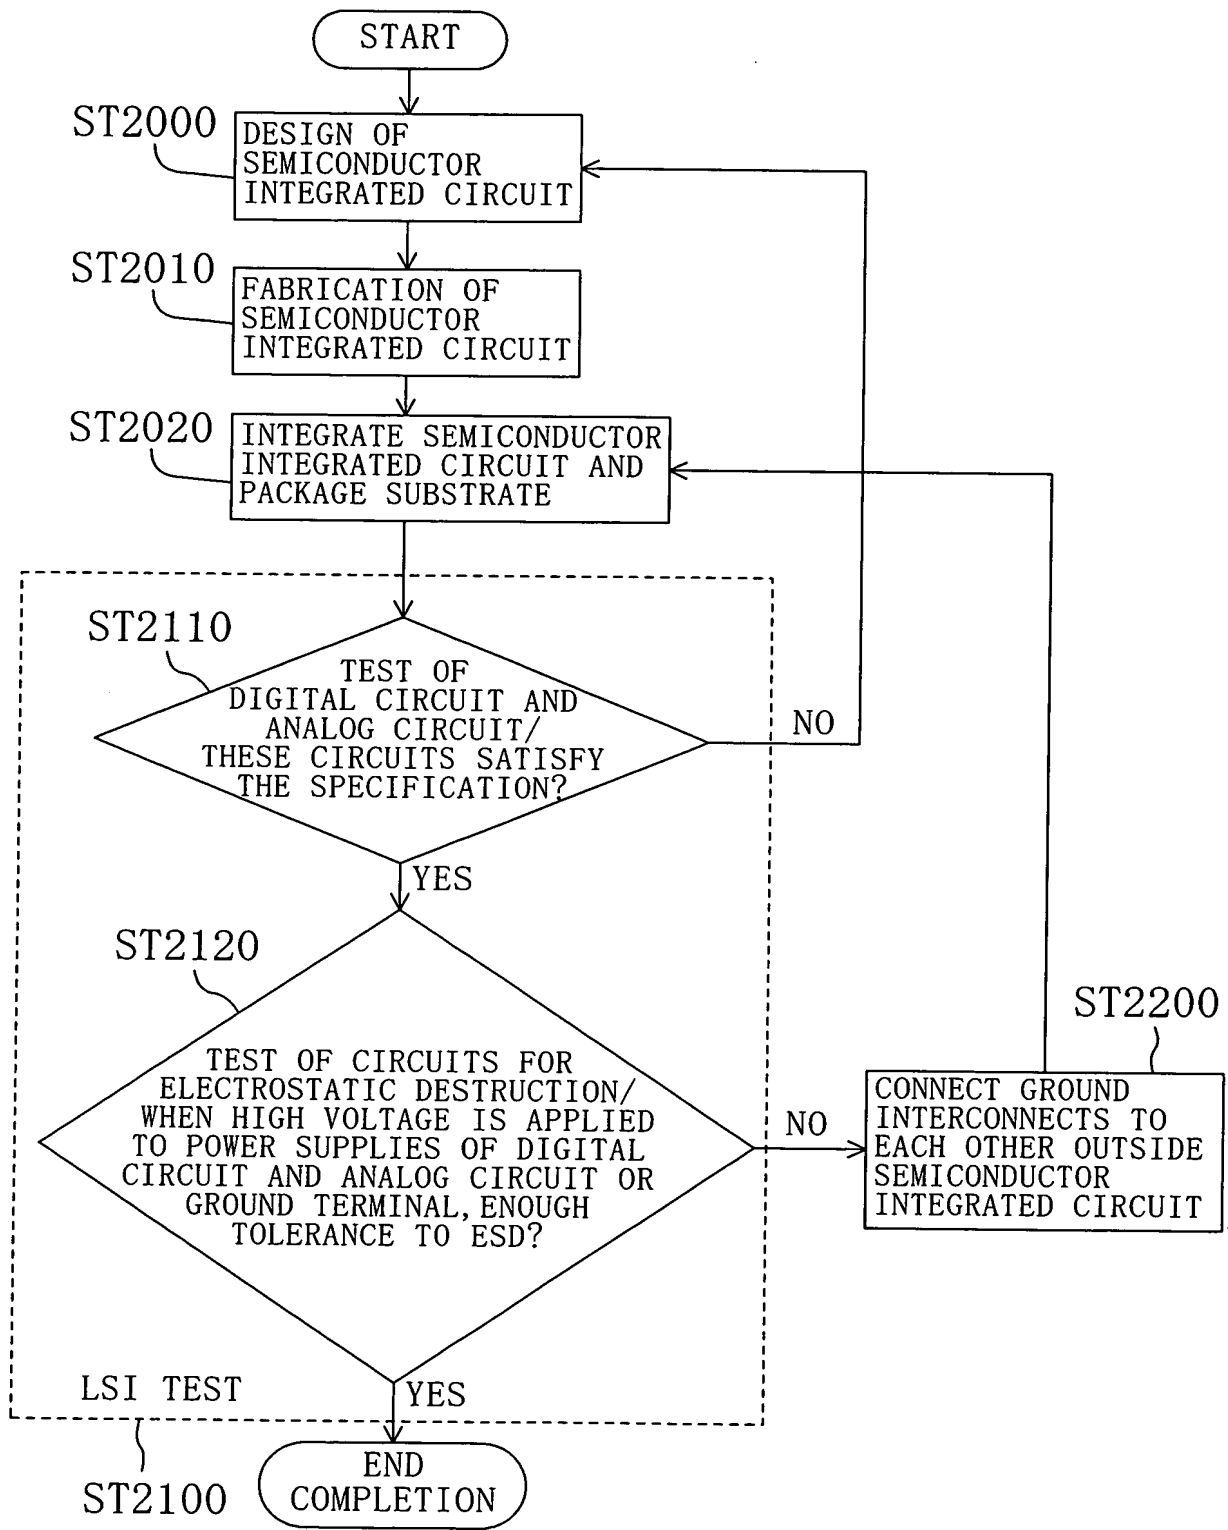 START
ST2000
DESIGN OF
SEMICONDUCTOR
INTEGRATED CIRCUIT
ST2010
FABRICATION OF
SEMICONDUCTOR
INTEGRATED CIRCUIT
ST2020
INTEGRATE SEMICONDUCTOR
INTEGRATED CIRCUIT AND
PACKAGE SUBSTRATE
ST2110
TEST OF
DIGITAL CIRCUIT AND
ANALOG CIRCUIT/
THESE CIRCUITS SATISFY
THE SPECIFICATION?
NO
YES
ST2120
TEST OF CIRCUITS FOR
ELECTROSTATIC DESTRUCTION/
WHEN HIGH VOLTAGE IS APPLIED
TO POWER SUPPLIES OF DIGITAL
CIRCUIT AND ANALOG CIRCUIT OR
GROUND TERMINAL, ENOUGH
TOLERANCE TO ESD?
NO
ST2200
CONNECT GROUND
INTERCONNECTS TO
EACH OTHER OUTSIDE
SEMICONDUCTOR
INTEGRATED CIRCUIT
YES
LSI TEST
ST2100
END
COMPLETION